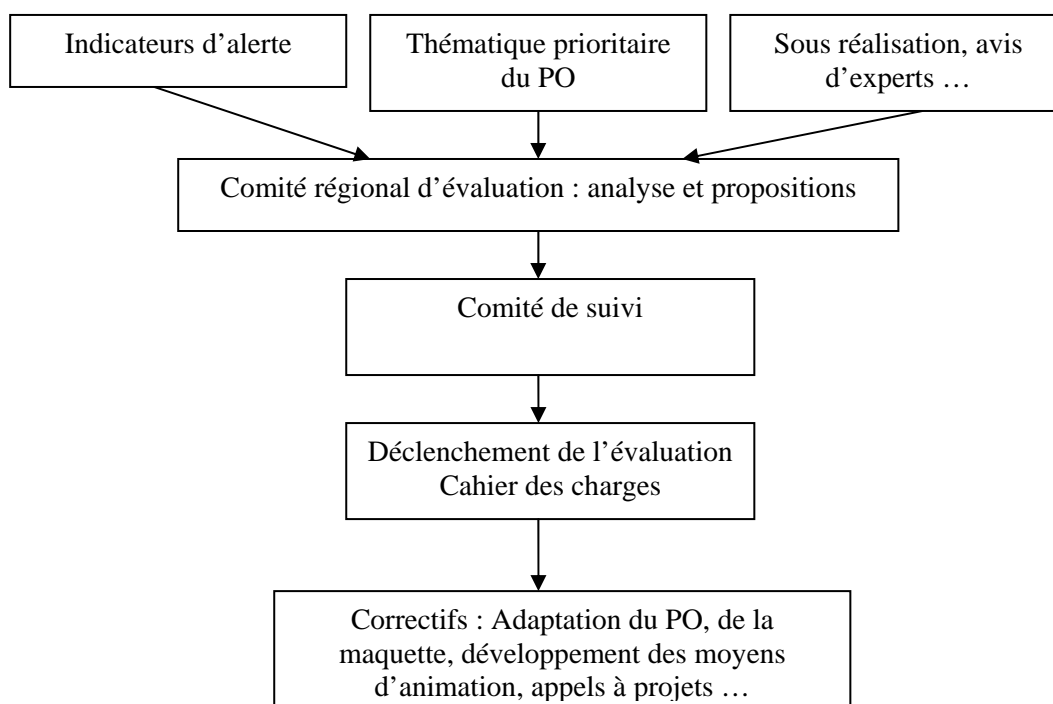 Indicateurs d’alerte
Thématique prioritaire
du PO
Sous réalisation, avis
d’experts …
Comité régional d’évaluation : analyse et propositions
Comité de suivi
Déclenchement de l’évaluation
Cahier des charges
Correctifs : Adaptation du PO, de la
maquette, développement des moyens
d’animation, appels à projets …